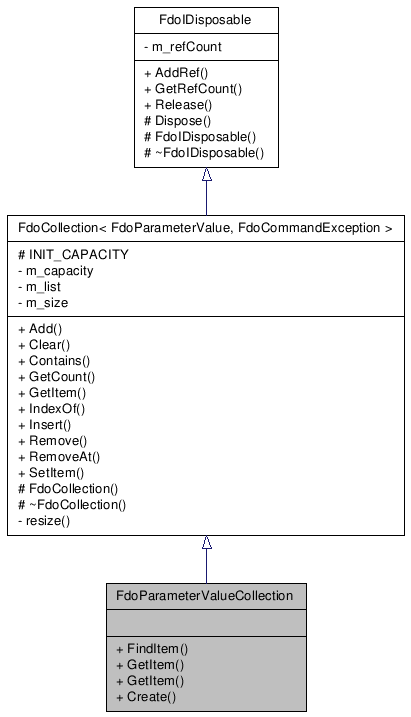 FdoIDisposable
- m_refCount
+ AddRef()
+ GetRefCount()
+ Release()
# Dispose()
# FdoIDisposable()
# ~FdoIDisposable()
FdoCollection< FdoParameterValue, FdoCommandException >
# INIT_CAPACITY
- m_capacity
- m_list
- m_size
+ Add()
+ Clear()
+ Contains()
+ GetCount()
+ GetItem()
+ IndexOf()
+ Insert()
+ Remove()
+ RemoveAt()
+ SetItem()
# FdoCollection()
# ~FdoCollection()
- resize()
FdoParameterValueCollection
+ FindItem()
+ GetItem()
+ GetItem()
+ Create()